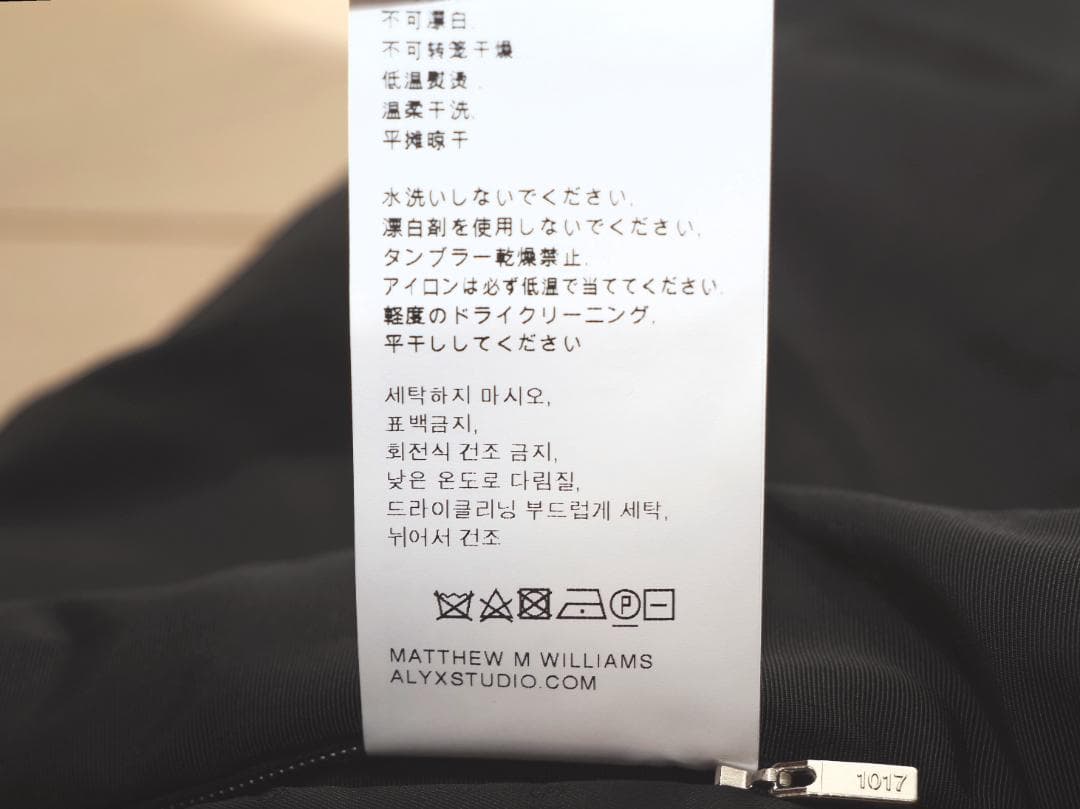 不可漂白.
不可转笼干燥
低温熨烫.
温柔干洗,
平摊晾干
水洗いしないでください,
漂白剤を使用しないでください,
タンブラー乾燥禁止,
アイロンは必ず低温で当ててください.
軽度のドライクリーニング,
平干ししてください
세탁하지 마시오,
표백금지,
회전식 건조 금지,
낮은 온도로 다림질,
드라이클리닝 부드럽게 세탁,
뉘어서 건조
P
MATTHEW M WILLIAMS
ALYXSTUDIO.COM
1017